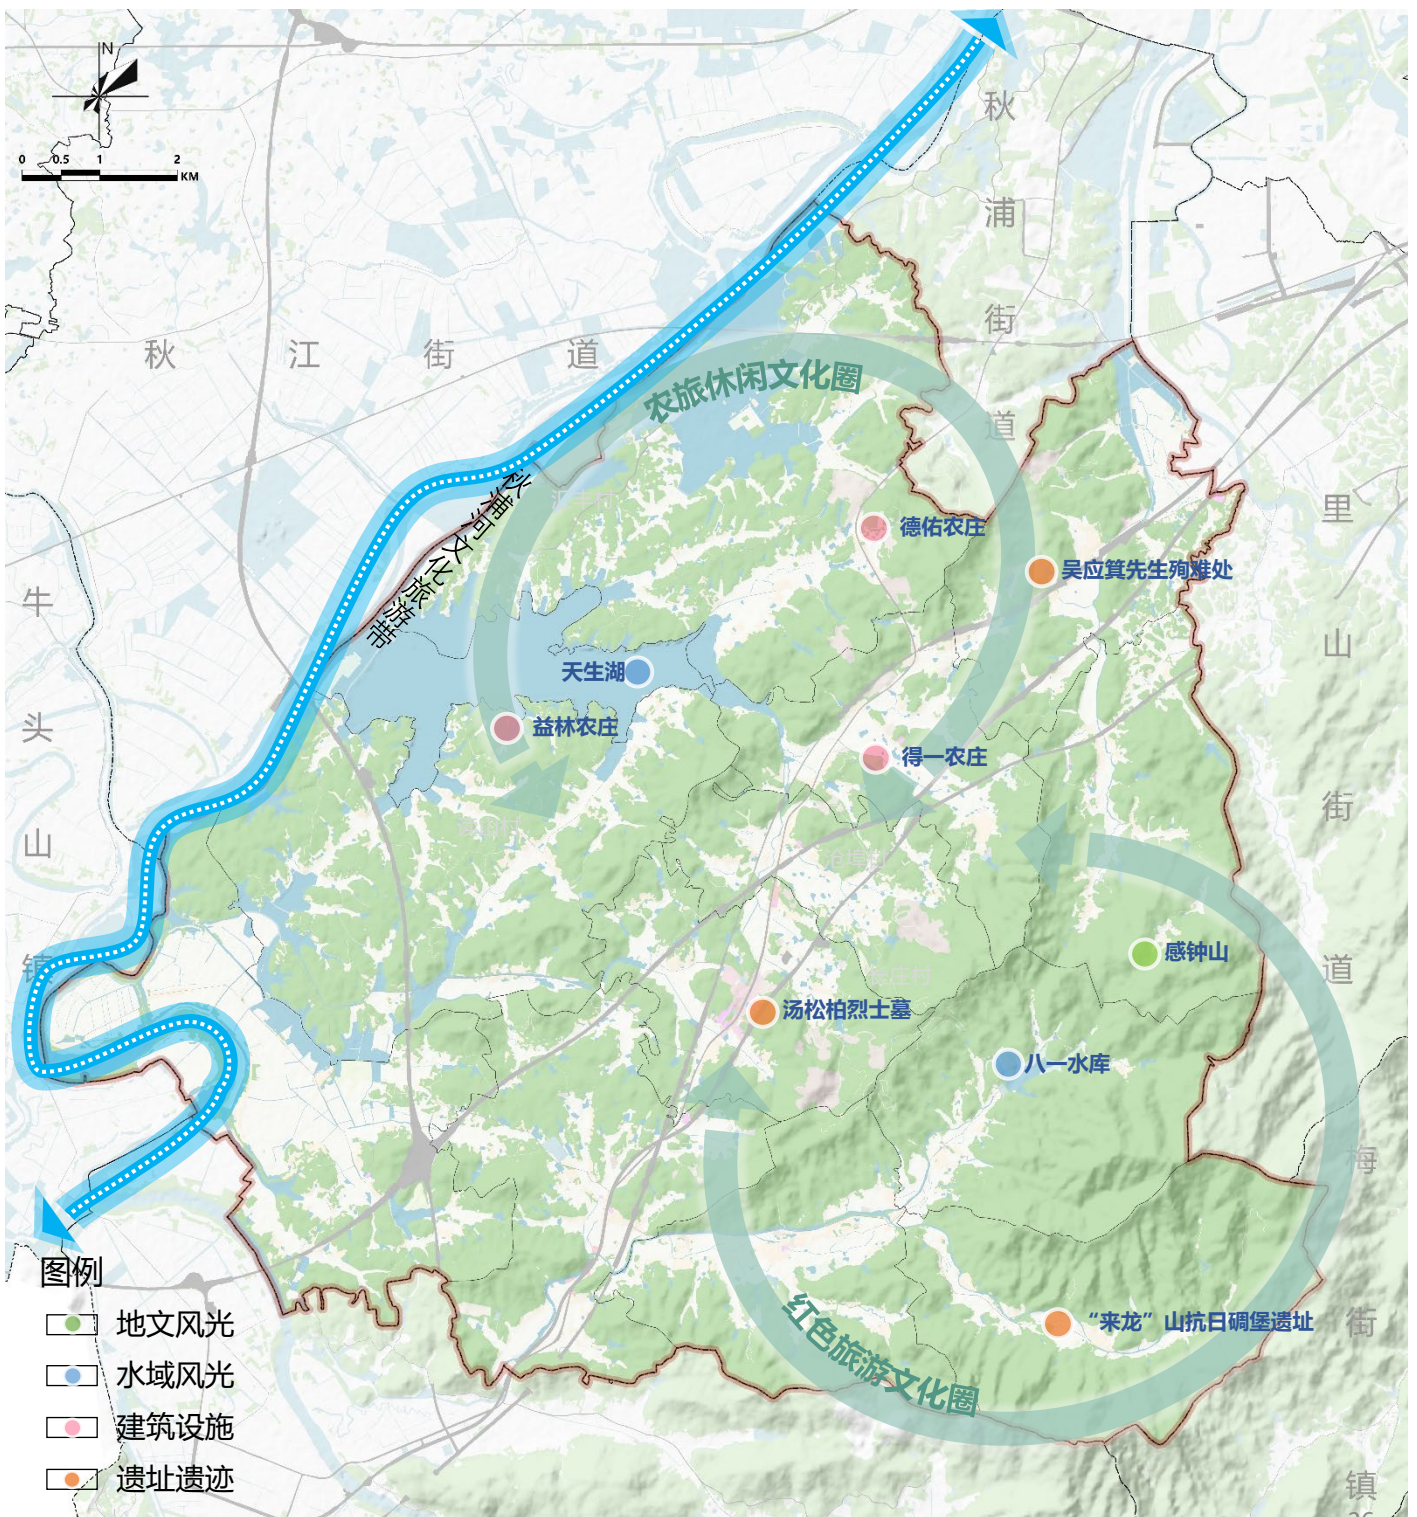 N
0 0.5 1 2
KM
秋浦街道
秋江街道
农旅休闲文化圈
秋浦河文化旅游带
德佑农庄
吴应箕先生殉难处
里山街道
牛头山镇
天生湖
益林农庄
得一农庄
感钟山
汤松柏烈士墓
八一水库
梅街镇
“来龙”山抗日碉堡遗址
红色旅游文化圈
图例
地文风光
水域风光
建筑设施
遗址遗迹